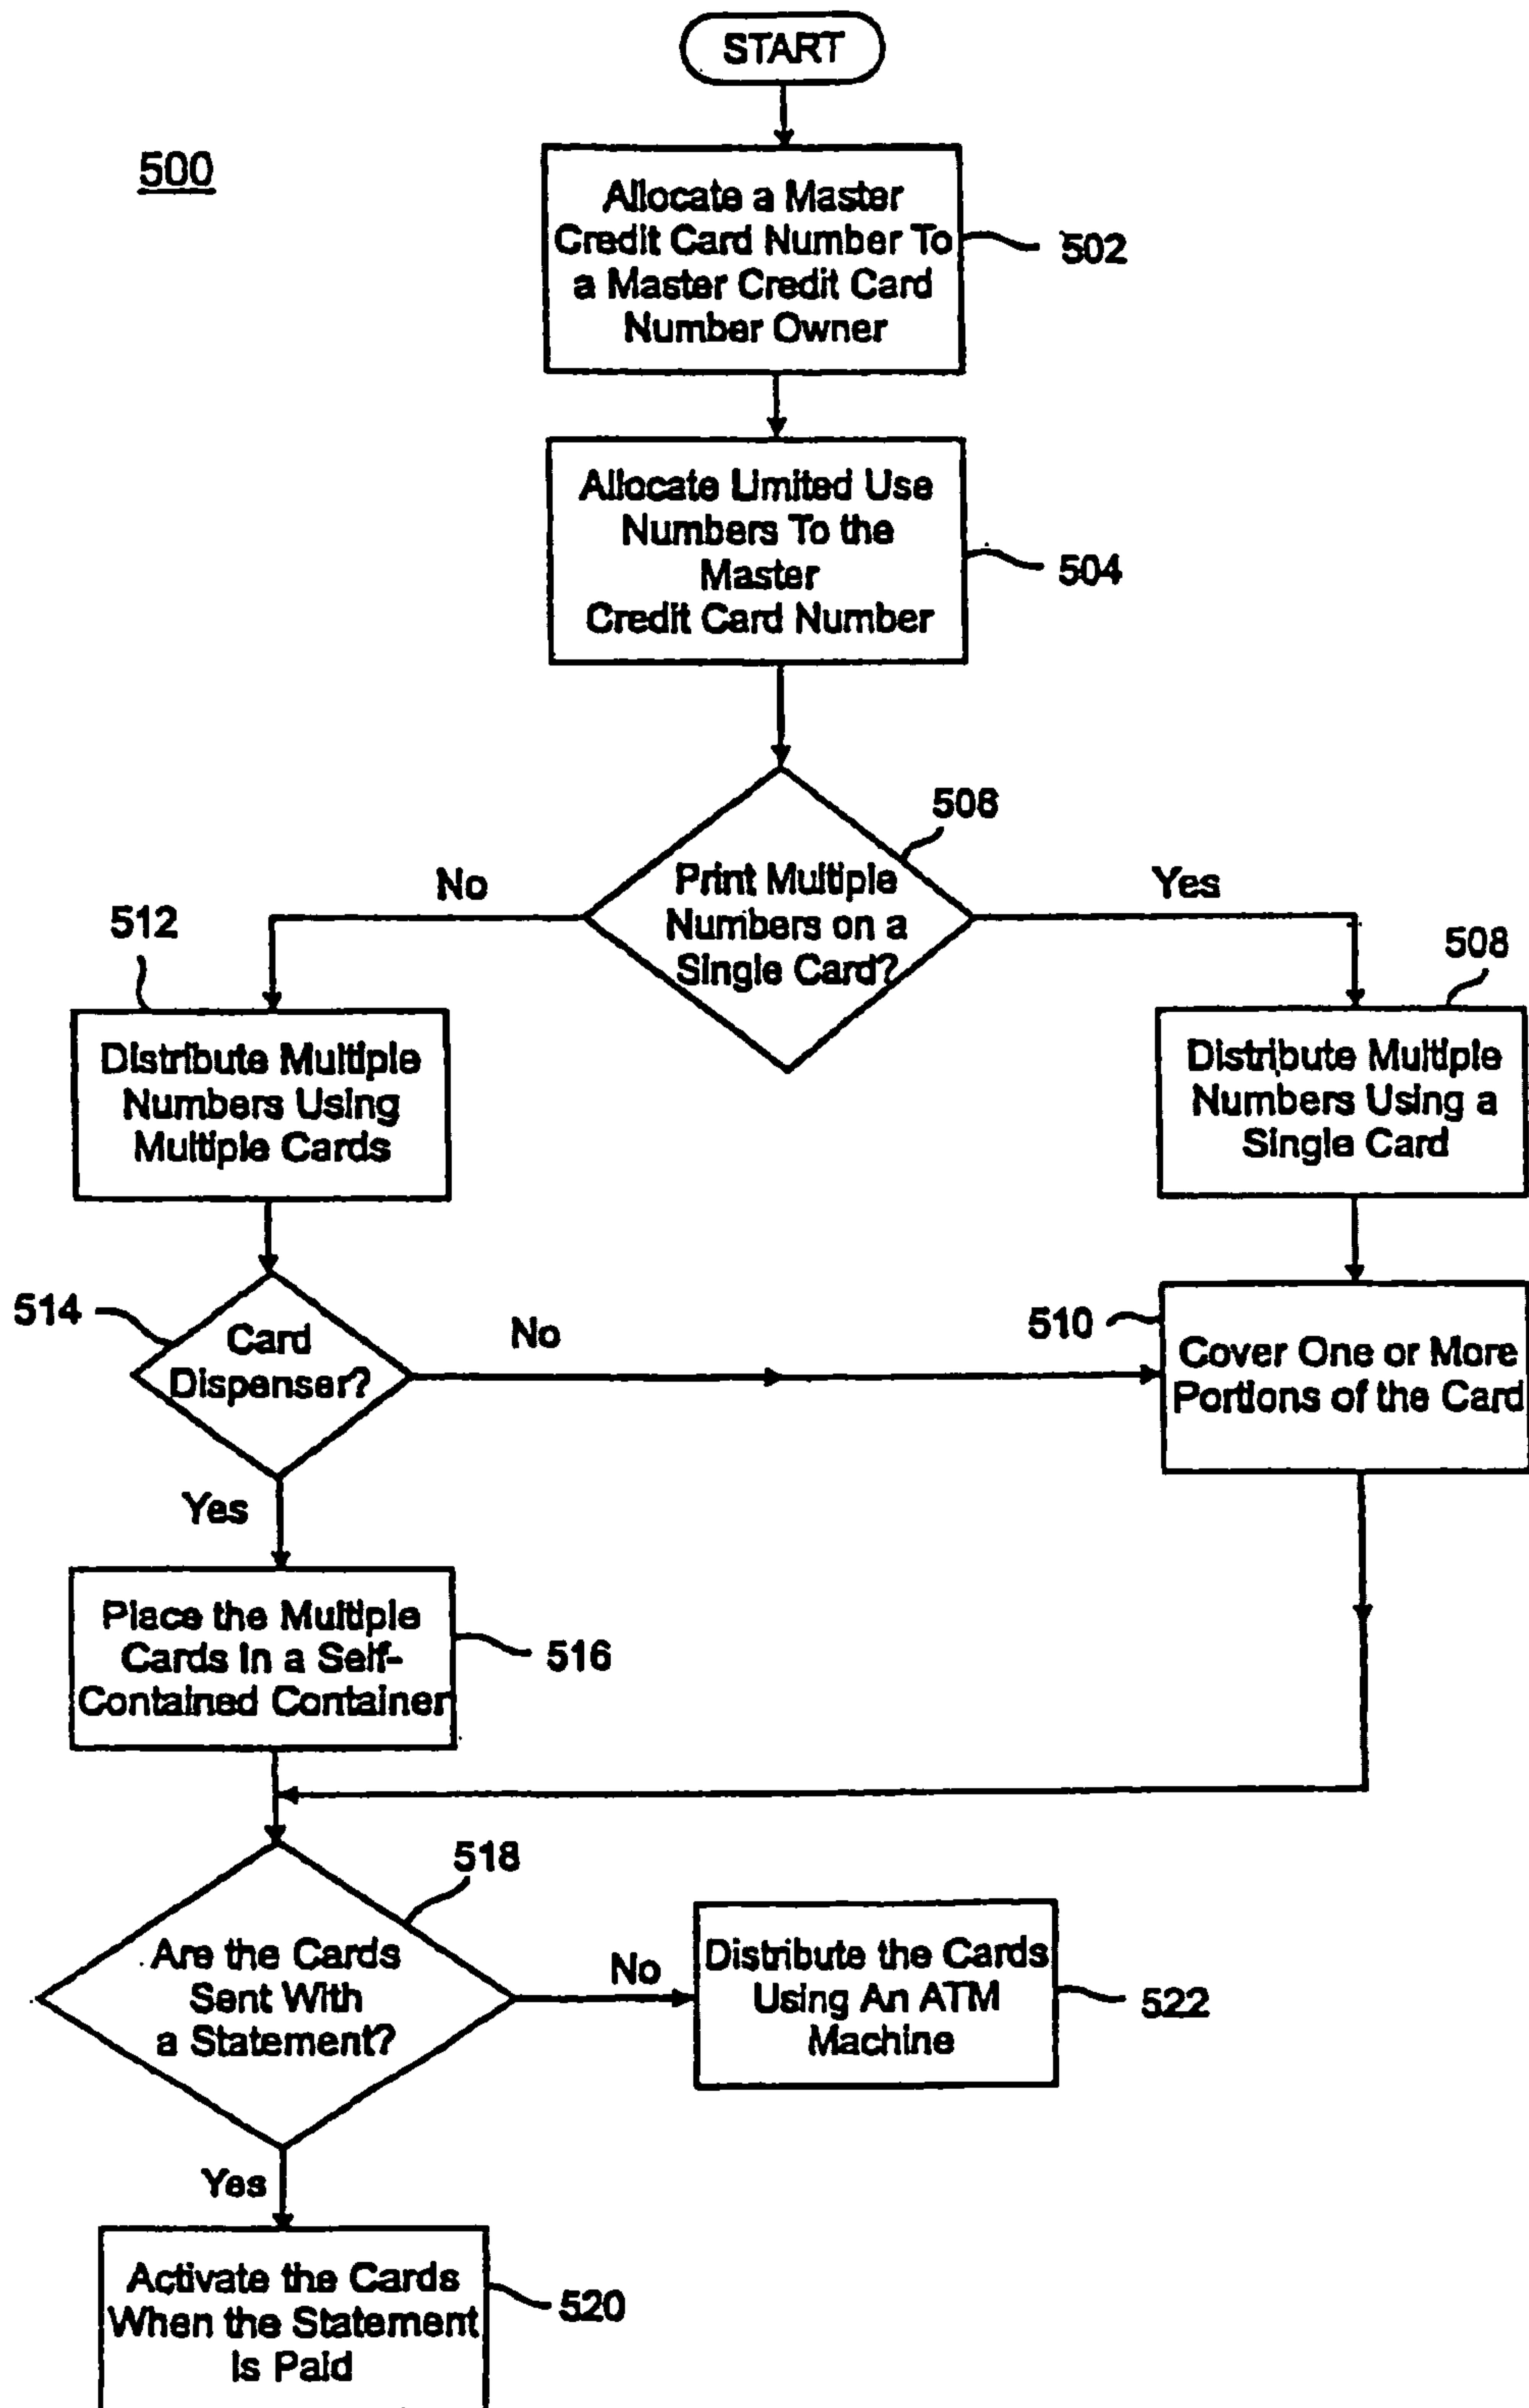 START
500
Allocate a Master
Credit Card Number To
a Master Credit Card
Number Owner
502
Allocate Limited Use
Numbers To the
Master
Credit Card Number
504
506
Print Multiple
Numbers on a
Single Card?
No
Yes
512
508
Distribute Multiple
Numbers Using
Multiple Cards
Distribute Multiple
Numbers Using a
Single Card
514
Card
Dispenser?
No
510
Cover One or More
Portions of the Card
Yes
Place the Multiple
Cards in a Self-
Contained Container
516
518
Are the Cards
Sent With
a Statement?
No
Distribute the Cards
Using An ATM
Machine
522
Yes
Activate the Cards
When the Statement
is Paid
520